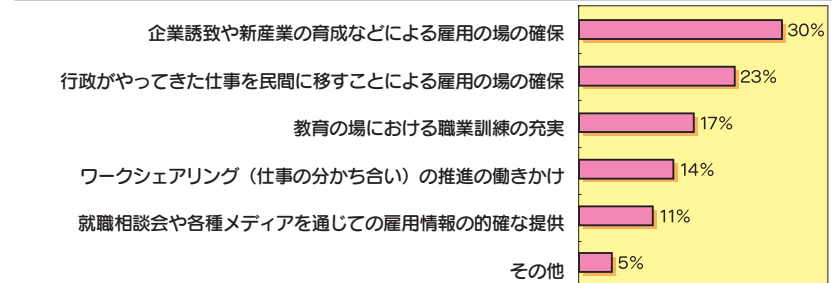 企業誘致や新産業の育成などによる雇用の場の確保 30%
行政がやってきた仕事を民間に移すことによる雇用の場の確保 23%
教育の場における職業訓練の充実 17%
ワークシェアリング（仕事の分かち合い）の推進の働きかけ 14%
就職相談会や各種メディアを通じての雇用情報の的確な提供 11%
その他 5%